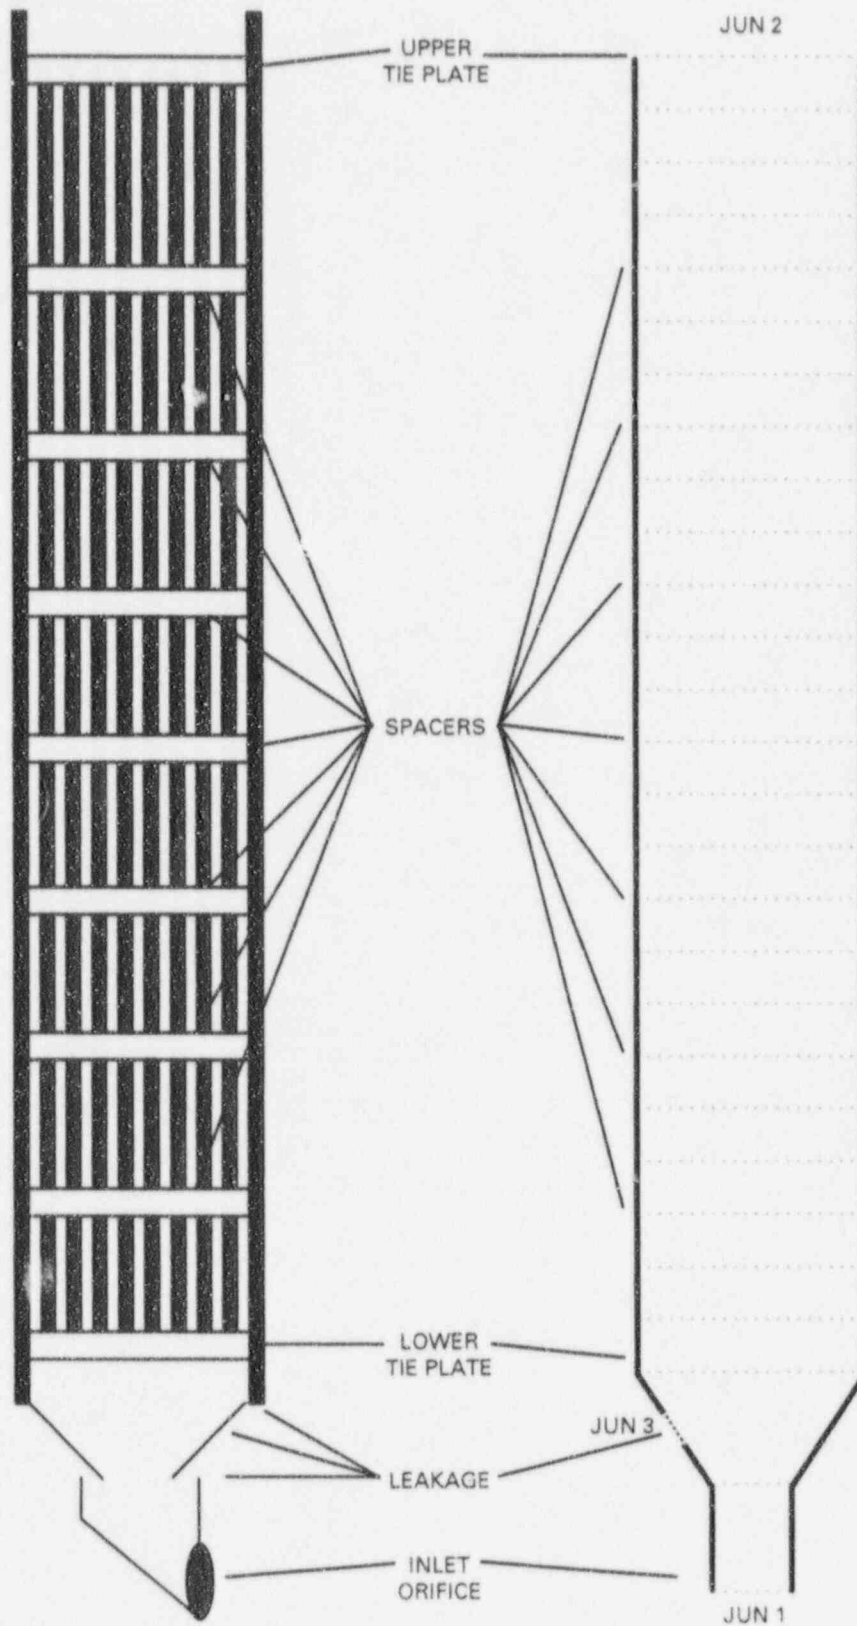 JUN 2
UPPER
TIE PLATE
SPACERS
LOWER
TIE PLATE
JUN 3
LEAKAGE
INLET
ORIFICE
JUN 1